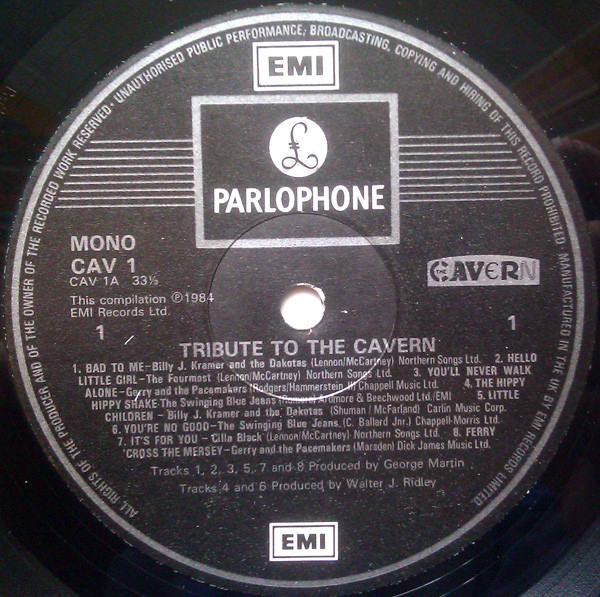 ALL RIGHTS OF THE PRODUCER AND OF THE OWNER OF THE RECORDED WORK RESERVED · UNAUTHORISED PUBLIC PERFORMANCE, BROADCASTING, COPYING AND HIRING OF THIS RECORD PROHIBITED · MANUFACTURED IN THE UK BY EMI RECORDS LIMITED.
EMI
£
PARLOPHONE
MONO
CAV 1
CAV 1A 33⅓
THE CAVERN
This compilation Ⓟ1984
EMI Records Ltd.
1
1
TRIBUTE TO THE CAVERN
1. BAD TO ME-Billy J. Kramer and the Dakotas (Lennon/McCartney) Northern Songs Ltd. 2. HELLO
LITTLE GIRL-The Fourmost (Lennon/McCartney) Northern Songs Ltd. · 3. YOU'LL NEVER WALK
ALONE-Gerry and the Pacemakers (Rodgers/Hammerstein II) Chappell Music Ltd. · 4. THE HIPPY
HIPPY SHAKE-The Swinging Blue Jeans (Romero) Ardmore & Beechwood Ltd/EMI 5. LITTLE
CHILDREN - Billy J. Kramer and the Dakotas (Shuman / McFarland) Carlin Music Corp.
6. YOU'RE NO GOOD-The Swinging Blue Jeans, (C. Ballard Jnr.) Chappell-Morris Ltd.
7. IT'S FOR YOU - Cilla Black (Lennon/McCartney) Northern Songs Ltd. · 8. FERRY
'CROSS THE MERSEY-Gerry and the Pacemakers (Marsden) Dick James Music Ltd.
Tracks 1, 2, 3, 5, 7 and 8 Produced by George Martin
Tracks 4 and 6 Produced by Walter J. Ridley
EMI